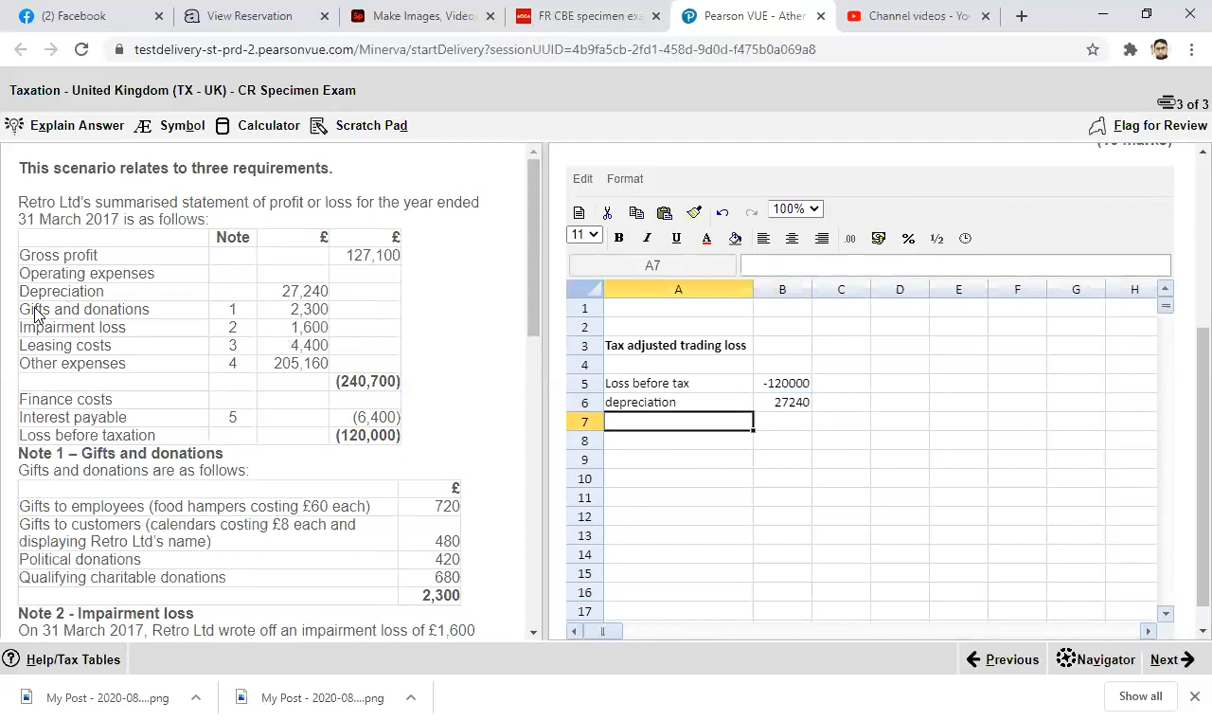 (2) Facebook
View Reservation
Make Images, Video
FR CBE specimen exa
Pearson VUE - Ather
Channel videos - Yo
testdelivery-st-prd-2.pearsonvue.com/Minerva/startDelivery?sessionUUID=4b9fa5cb-2fd1-458d-9d0d-f475b0a069a8
Taxation - United Kingdom (TX - UK) - CR Specimen Exam
3 of 3
Explain Answer
Symbol
Calculator
Scratch Pad
Flag for Review
This scenario relates to three requirements.
Retro Ltd's summarised statement of profit or loss for the year ended
31 March 2017 is as follows:
Note £ £
Gross profit 127,100
Operating expenses
Depreciation 27,240
Gifts and donations 1 2,300
Impairment loss 2 1,600
Leasing costs 3 4,400
Other expenses 4 205,160
(240,700)
Finance costs
Interest payable 5 (6,400)
Loss before taxation (120,000)
Note 1 – Gifts and donations
Gifts and donations are as follows:
£
Gifts to employees (food hampers costing £60 each) 720
Gifts to customers (calendars costing £8 each and
displaying Retro Ltd's name) 480
Political donations 420
Qualifying charitable donations 680
2,300
Note 2 - Impairment loss
On 31 March 2017, Retro Ltd wrote off an impairment loss of £1,600
Edit Format
100%
11 B I U A .00 % 1/2
A7
A B C D E F G H
1
2
3 Tax adjusted trading loss
4
5 Loss before tax -120000
6 depreciation 27240
7
8
9
10
11
12
13
14
15
16
17
Help/Tax Tables
Previous
Navigator
Next
My Post - 2020-08....png
My Post - 2020-08....png
Show all